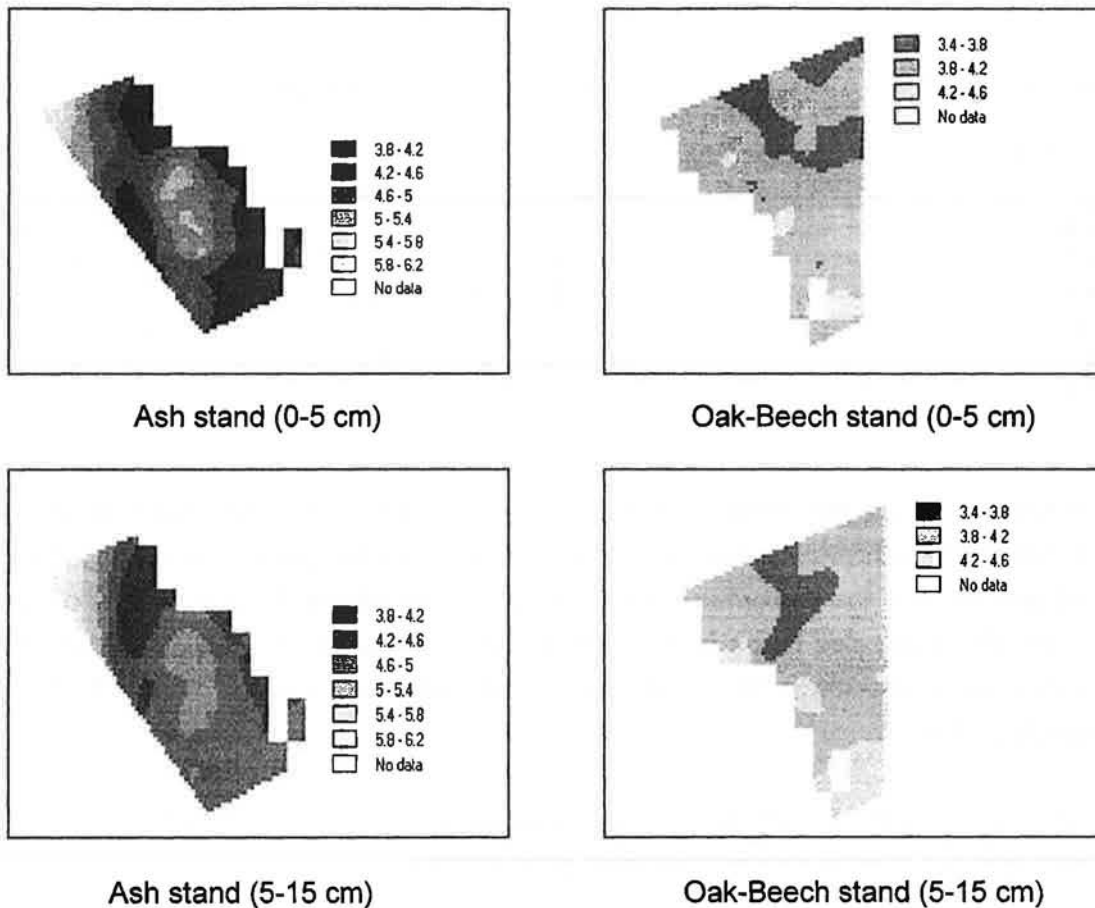 3.8 - 4.2
4.2 - 4.6
4.6 - 5
5 - 5.4
5.4 - 5.8
5.8 - 6.2
No data
Ash stand (0-5 cm)
3.4 - 3.8
3.8 - 4.2
4.2 - 4.6
No data
Oak-Beech stand (0-5 cm)
3.8 - 4.2
4.2 - 4.6
4.6 - 5
5 - 5.4
5.4 - 5.8
5.8 - 6.2
No data
Ash stand (5-15 cm)
3.4 - 3.8
3.8 - 4.2
4.2 - 4.6
No data
Oak-Beech stand (5-15 cm)